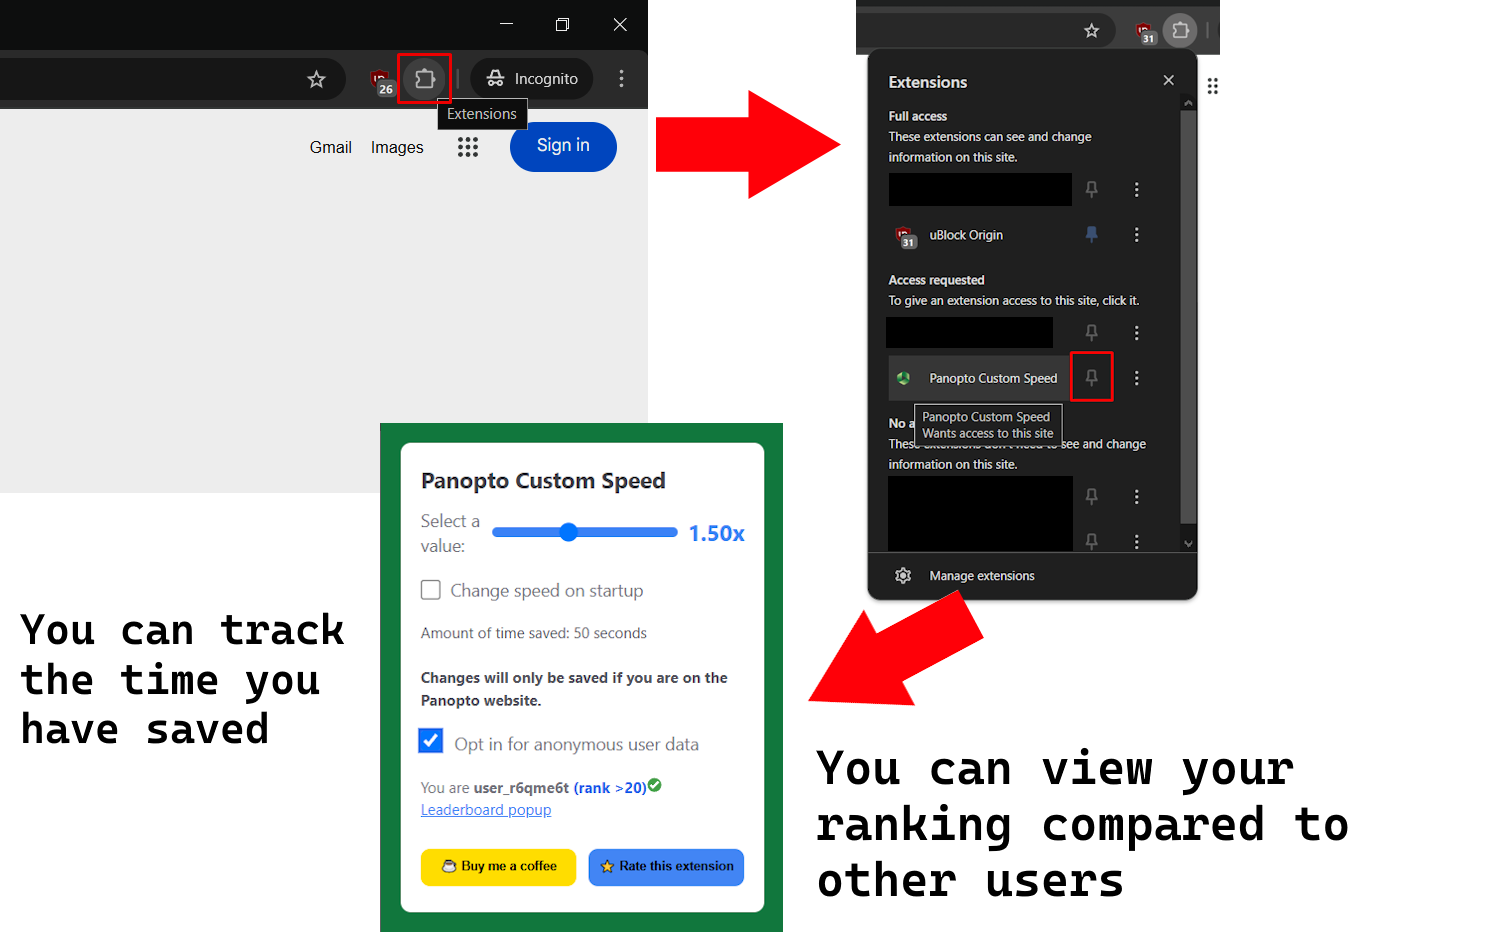 26
Incognito
Extensions
Gmail
Images
Sign in
31
Extensions
Full access
These extensions can see and change
information on this site.
31
uBlock Origin
Access requested
To give an extension access to this site, click it.
Panopto Custom Speed
Panopto Custom Speed
Wants access to this site
No a
These extensions don't need to see and change
information on this site.
Manage extensions
Panopto Custom Speed
Select a
value:
1.50x
Change speed on startup
Amount of time saved: 50 seconds
Changes will only be saved if you are on the
Panopto website.
Opt in for anonymous user data
You are user_r6qme6t (rank >20)
Leaderboard popup
Buy me a coffee
Rate this extension
You can track
the time you
have saved
You can view your
ranking compared to
other users